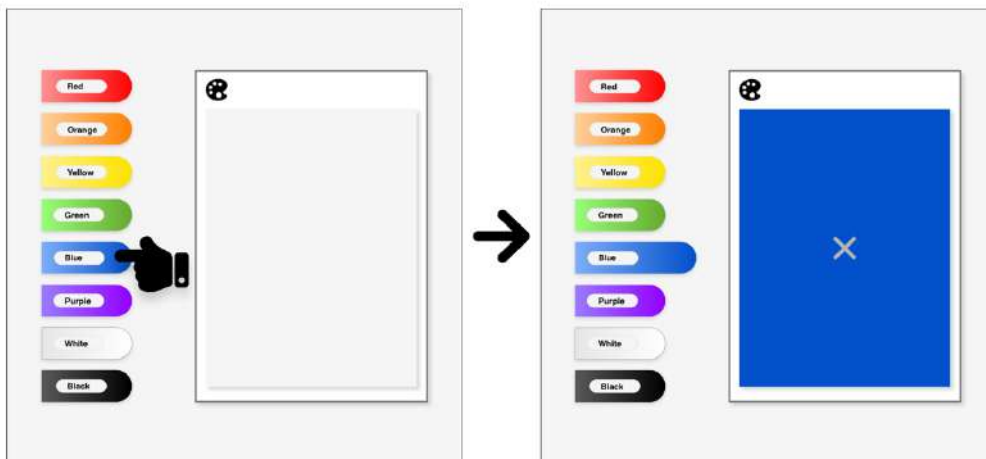 Red
Orange
Yellow
Green
Blue
Purple
White
Black
Red
Orange
Yellow
Green
Blue
Purple
White
Black